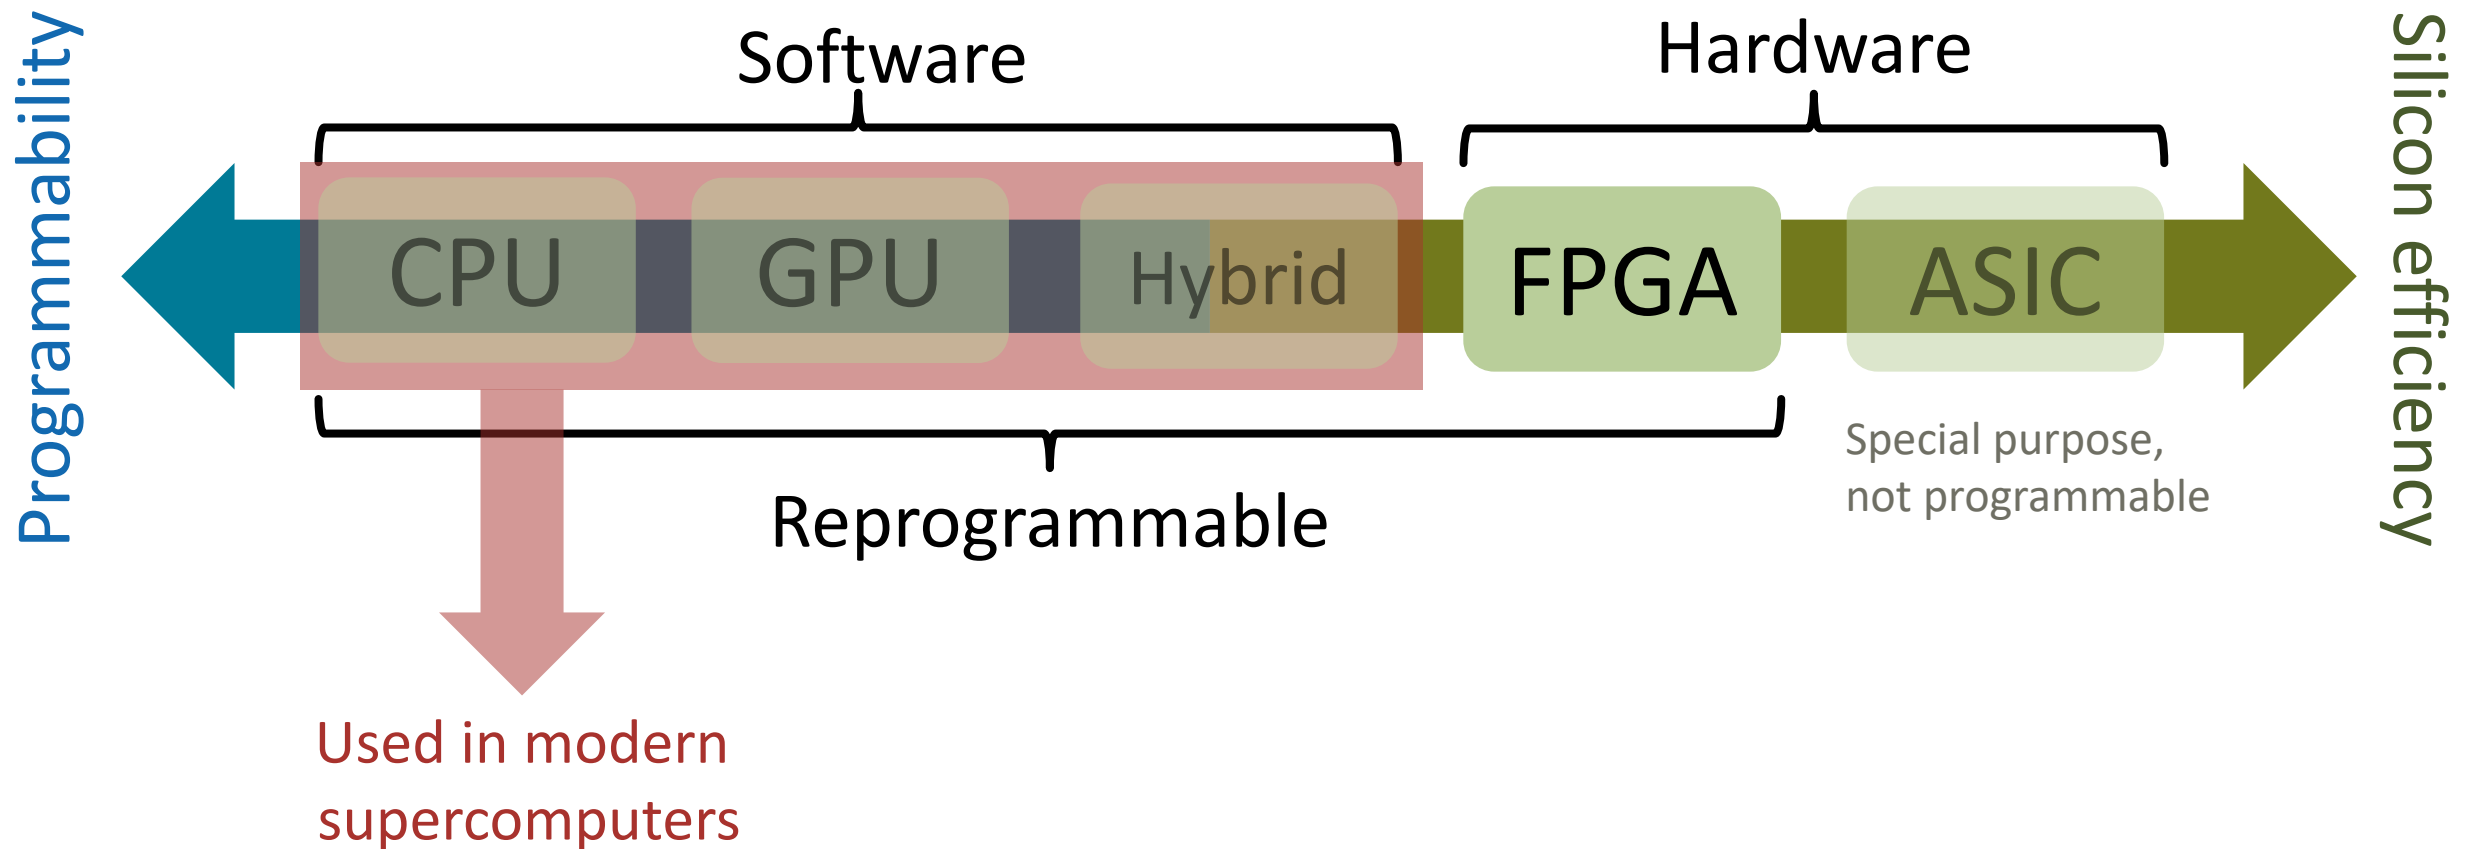 Programmability
Software
Hardware
Silicon efficiency
CPU
GPU
Hybrid
FPGA
ASIC
Special purpose,
not programmable
Reprogrammable
Used in modern
supercomputers